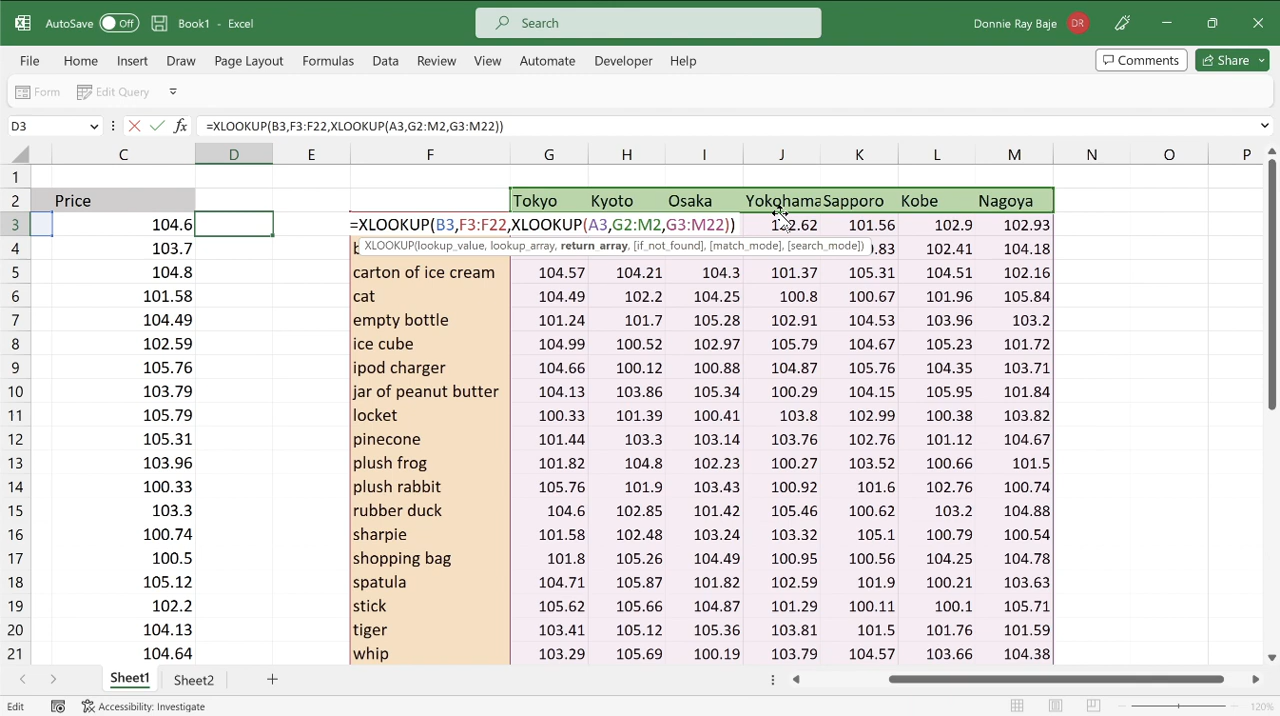 AutoSave Off Book1 - Excel Search Donnie Ray Baje DR
File Home Insert Draw Page Layout Formulas Data Review View Automate Developer Help Comments Share
Form Edit Query
D3 fx =XLOOKUP(B3,F3:F22,XLOOKUP(A3,G2:M2,G3:M22))
C D E F G H I J K L M N O P
1
2 Price Tokyo Kyoto Osaka Yokohama Sapporo Kobe Nagoya
3 104.6 =XLOOKUP(B3,F3:F22,XLOOKUP(A3,G2:M2,G3:M22)) 101.56 102.9 102.93
XLOOKUP(lookup_value, lookup_array, return_array, [if_not_found], [match_mode], [search_mode])
4 103.7 102.41 104.18
5 104.8 carton of ice cream 104.57 104.21 104.3 101.37 105.31 104.51 102.16
6 101.58 cat 104.49 102.2 104.25 100.8 100.67 101.96 105.84
7 104.49 empty bottle 101.24 101.7 105.28 102.91 104.53 103.96 103.2
8 102.59 ice cube 104.99 100.52 102.97 105.79 104.67 105.23 101.72
9 105.76 ipod charger 104.66 100.12 100.88 104.87 105.76 104.35 103.71
10 103.79 jar of peanut butter 104.13 103.86 105.34 100.29 104.15 105.95 101.84
11 105.79 locket 100.33 101.39 100.41 103.8 102.99 100.38 103.82
12 105.31 pinecone 101.44 103.3 103.14 103.76 102.76 101.12 104.67
13 103.96 plush frog 101.82 104.8 102.23 100.27 103.52 100.66 101.5
14 100.33 plush rabbit 105.76 101.9 103.43 100.92 101.6 102.76 100.74
15 103.3 rubber duck 104.6 102.85 101.42 105.46 100.62 103.2 104.88
16 100.74 sharpie 101.58 102.48 103.24 103.32 105.1 100.79 100.54
17 100.5 shopping bag 101.8 105.26 104.49 100.95 100.56 104.25 104.78
18 105.12 spatula 104.71 105.87 101.82 102.59 101.9 100.21 103.63
19 102.2 stick 105.62 105.66 104.87 101.29 100.11 100.1 105.71
20 104.13 tiger 103.41 105.12 105.36 103.81 101.5 101.76 101.59
21 104.64 whip 103.29 105.69 100.19 103.79 104.57 103.66 104.38
Sheet1 Sheet2
Edit Accessibility: Investigate 120%